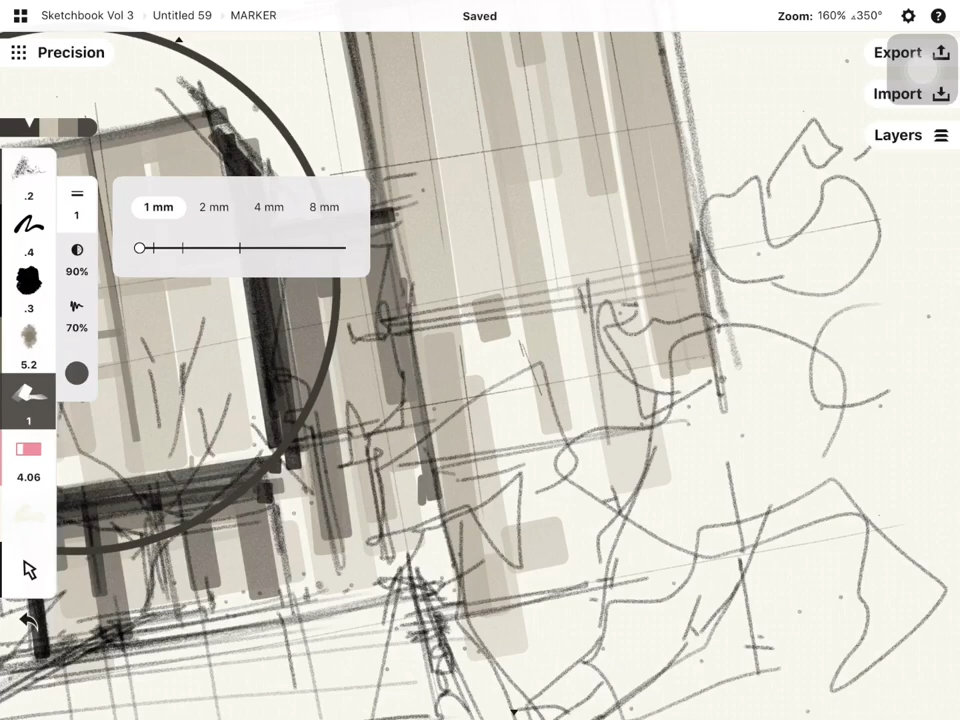 Sketchbook Vol 3 Untitled 59 MARKER Saved Zoom: 160% ⊿350°
Precision Export
Import
Layers
.2
.4
.3
5.2
1
4.06
1
90%
70%
1 mm 2 mm 4 mm 8 mm